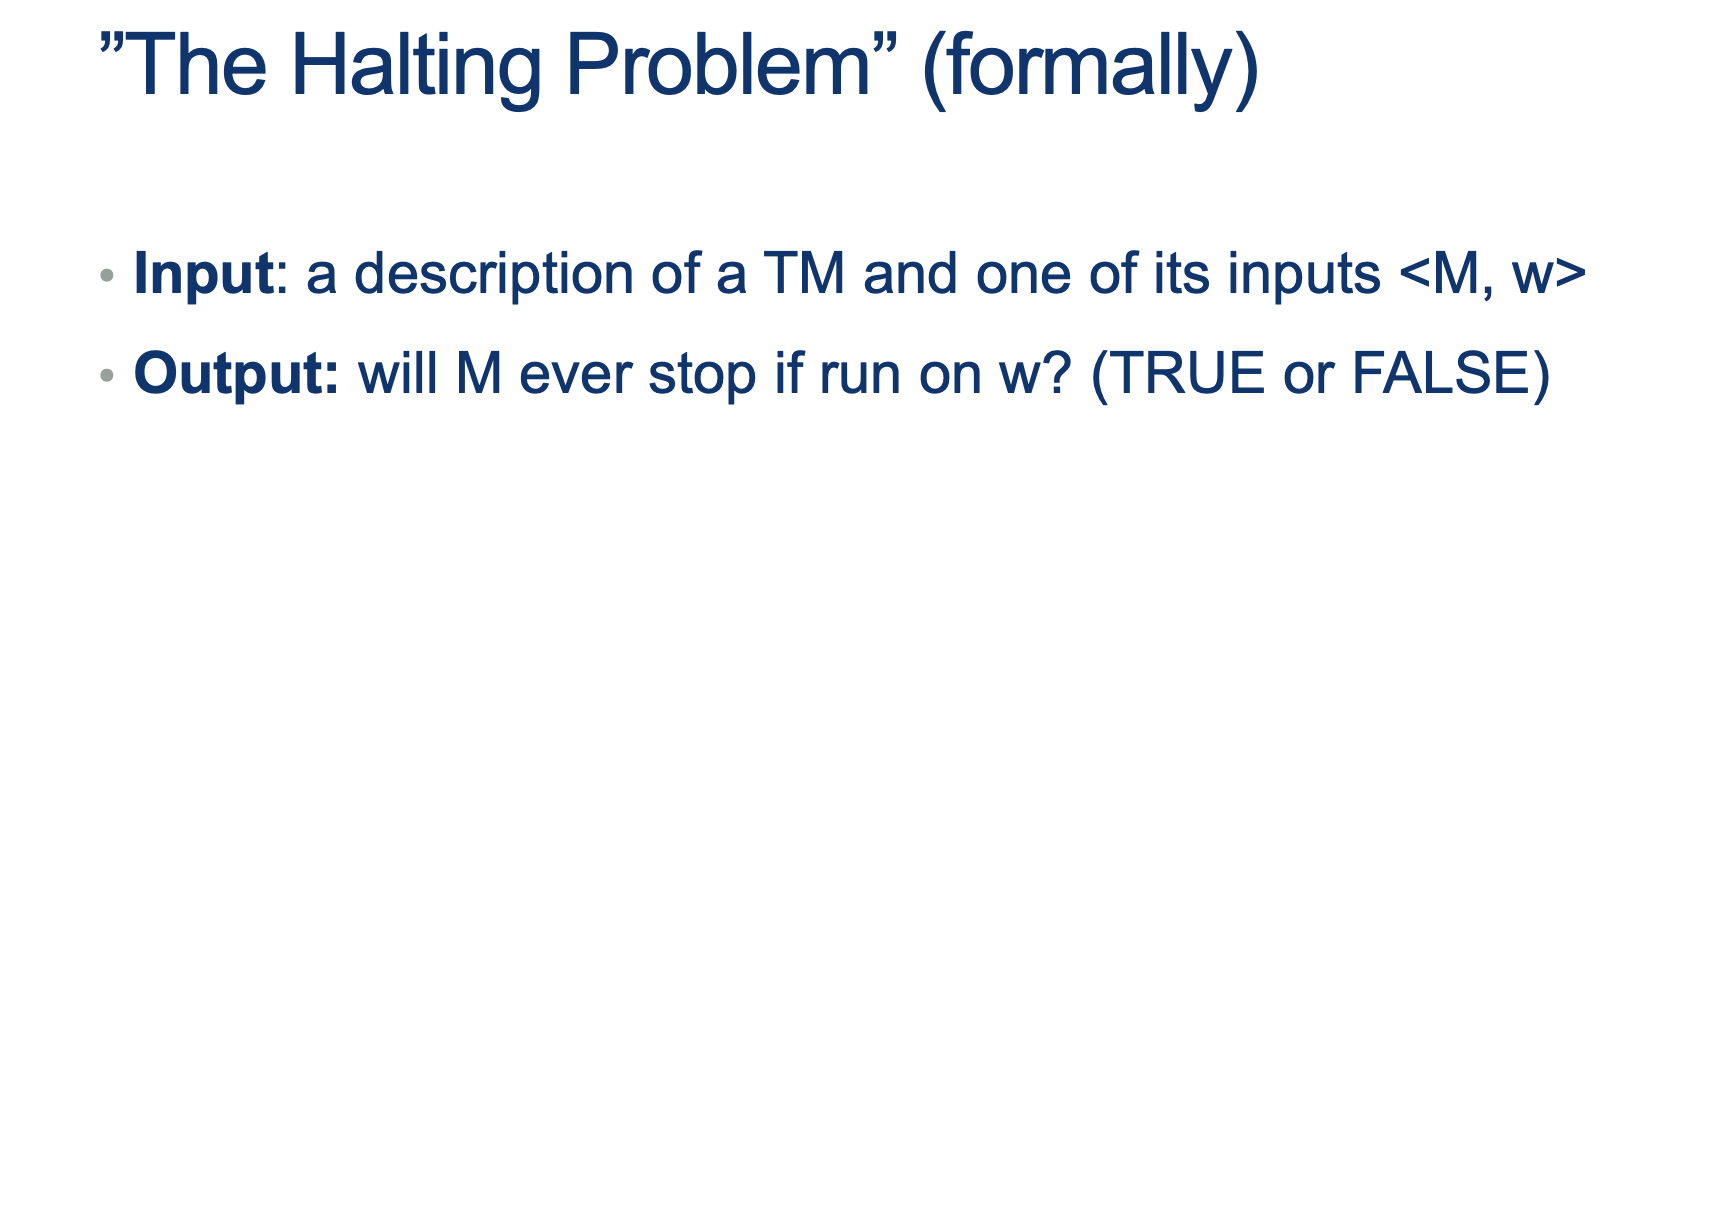 ”The Halting Problem” (formally)
• Input: a description of a TM and one of its inputs <M, w>
• Output: will M ever stop if run on w? (TRUE or FALSE)